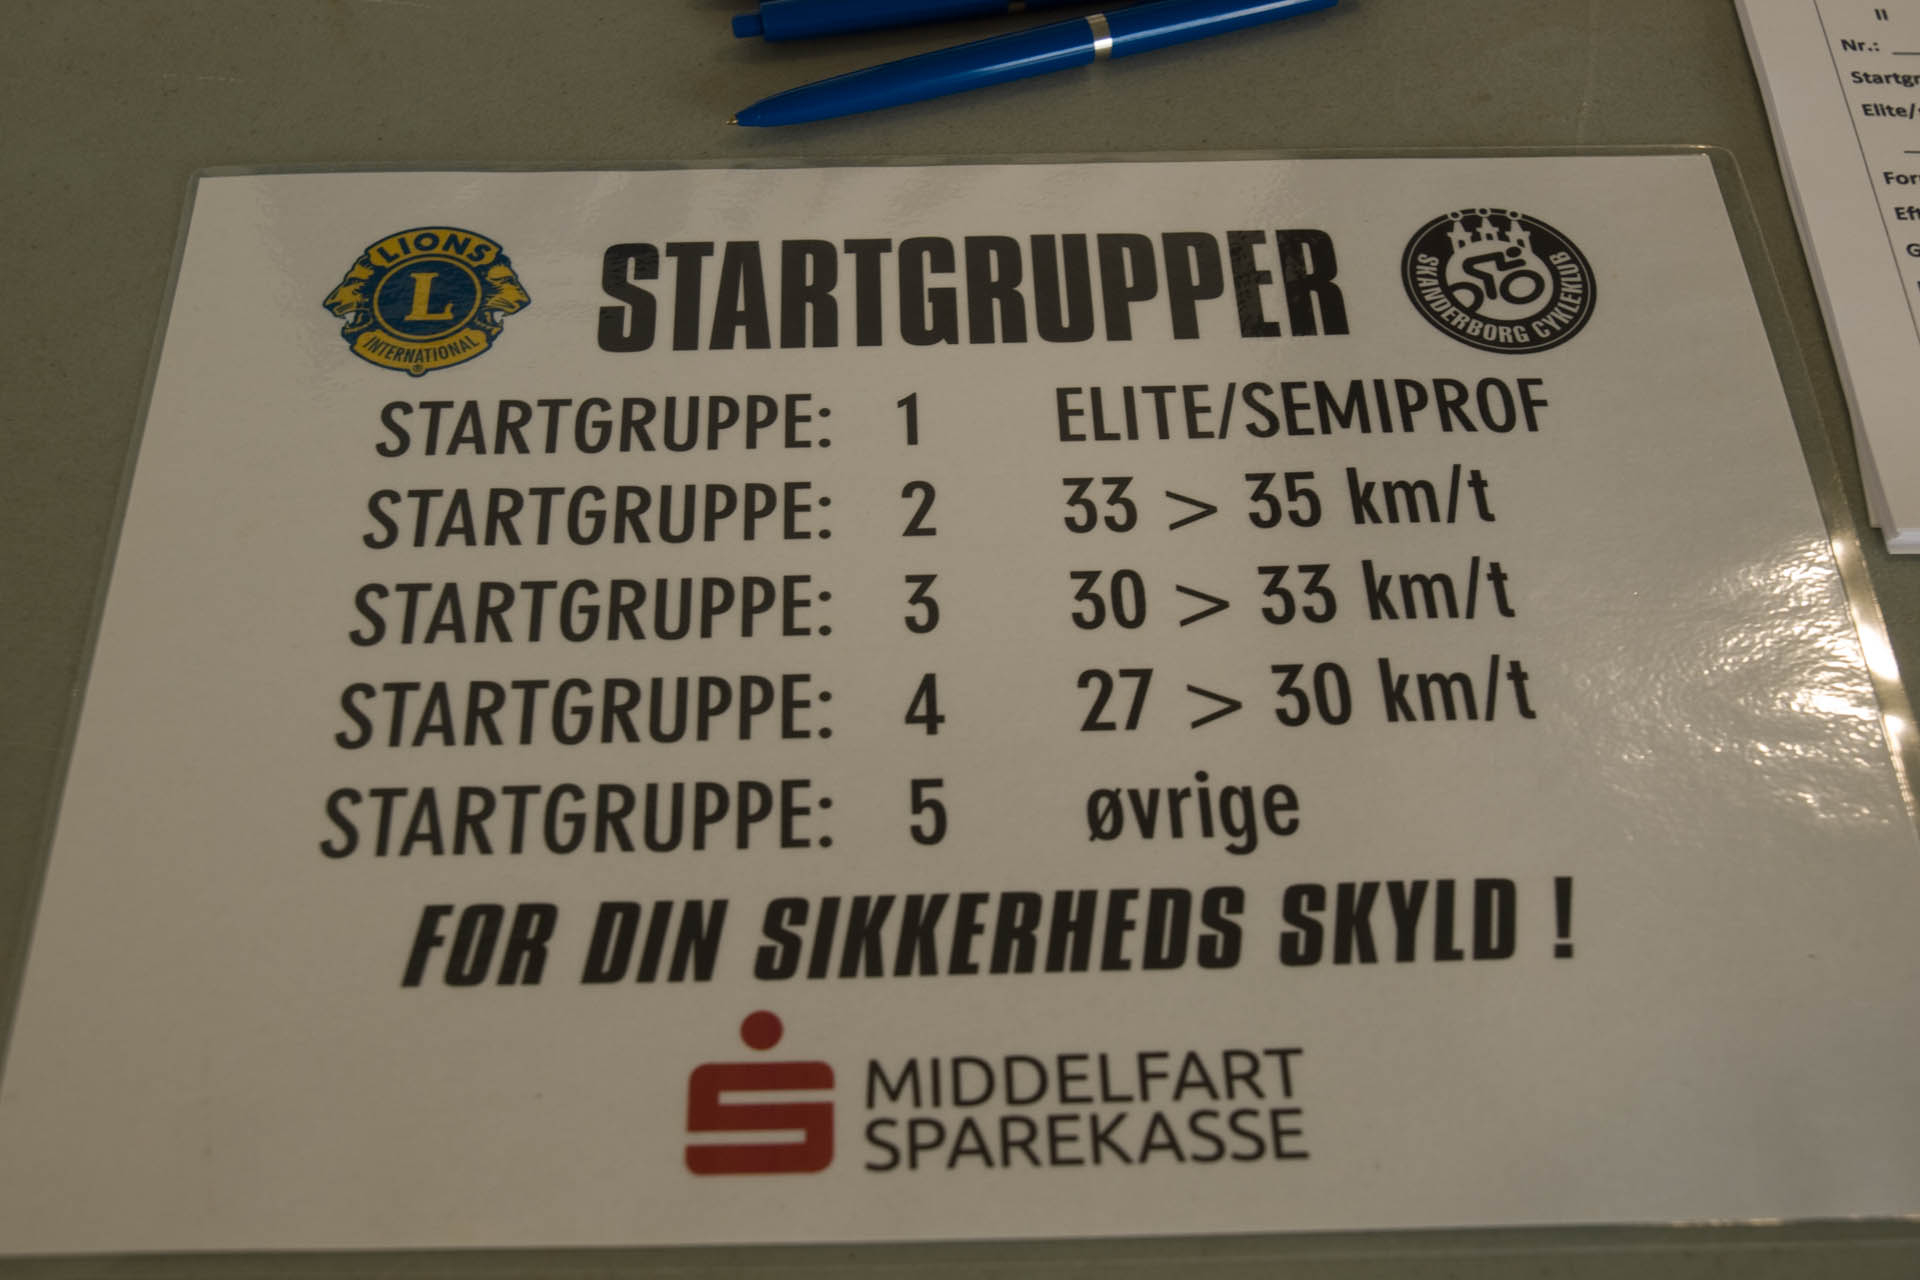 LIONS
L
INTERNATIONAL
STARTGRUPPER
SKANDERBORG CYKLEKLUB
STARTGRUPPE: 1 ELITE/SEMIPROF
STARTGRUPPE: 2 33 > 35 km/t
STARTGRUPPE: 3 30 > 33 km/t
STARTGRUPPE: 4 27 > 30 km/t
STARTGRUPPE: 5 øvrige
FOR DIN SIKKERHEDS SKYLD !
MIDDELFART
SPAREKASSE
Nr.:
Elite/